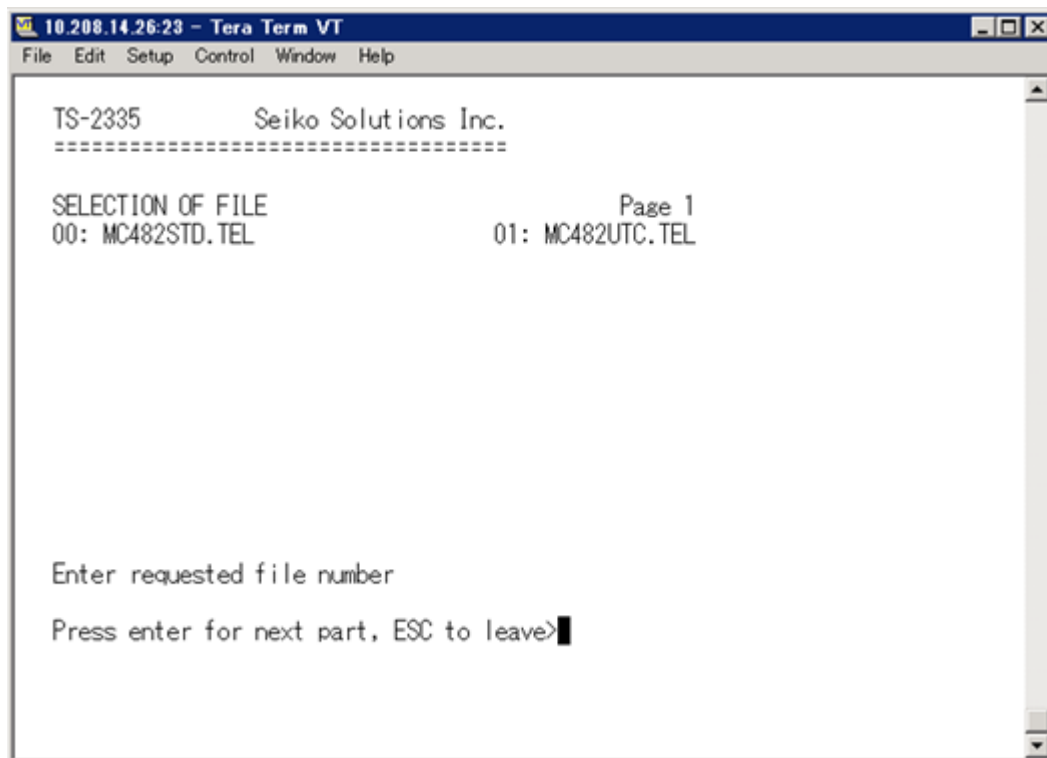 10.208.14.26:23 - Tera Term VT
File Edit Setup Control Window Help
TS-2335 Seiko Solutions Inc.
====================================
SELECTION OF FILE Page 1
00: MC482STD.TEL 01: MC482UTC.TEL
Enter requested file number
Press enter for next part, ESC to leave>